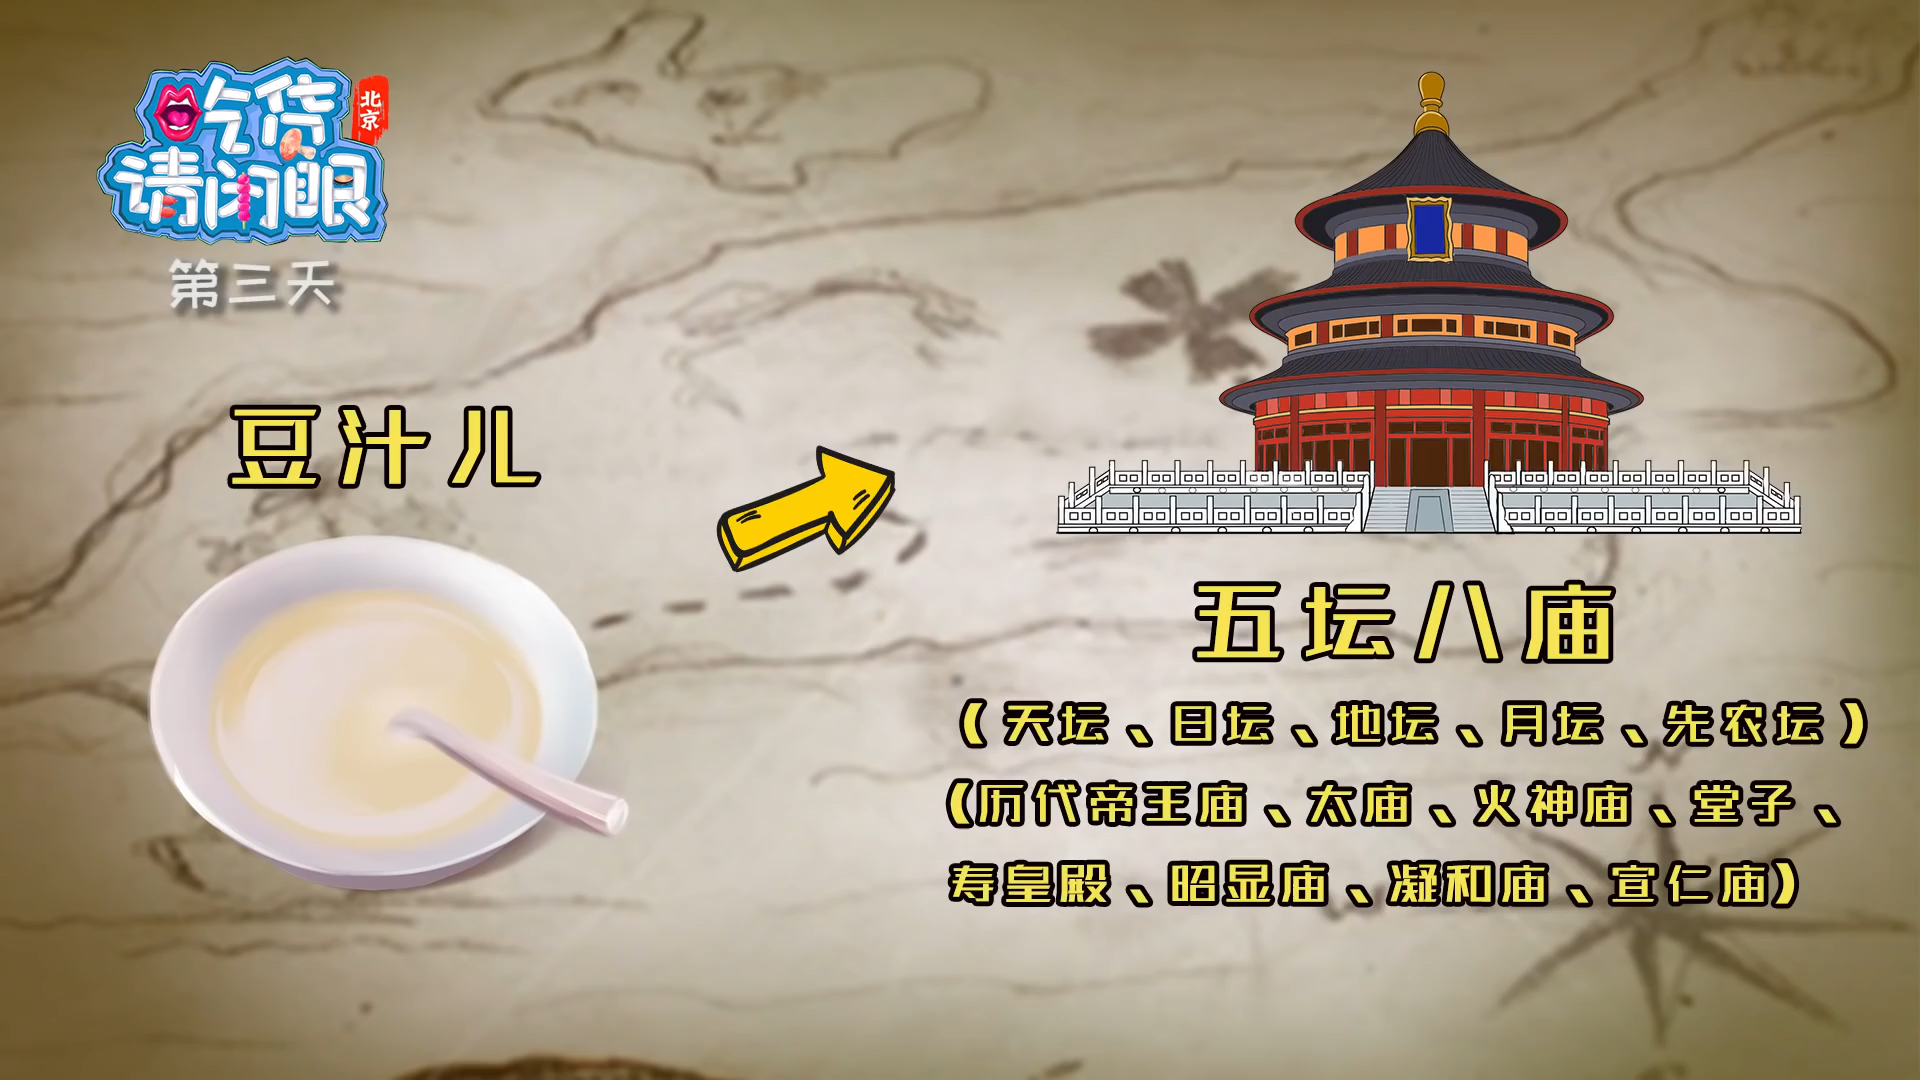 吃货
北京
请闭眼
第三天
豆汁儿
五坛八庙
(天坛、日坛、地坛、月坛、先农坛)
(历代帝王庙、太庙、火神庙、堂子、
寿皇殿、昭显庙、凝和庙、宣仁庙)